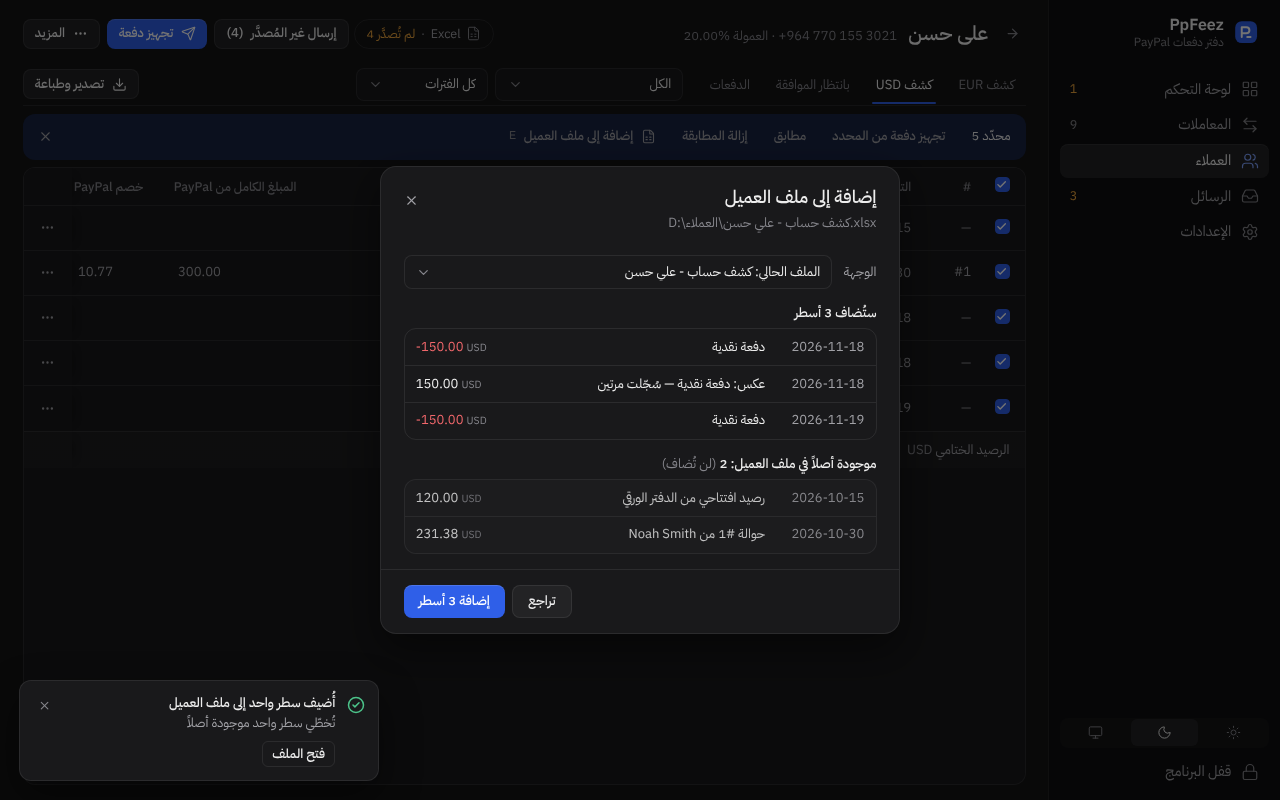 PpFeez
دفتر دفعات PayPal
لوحة التحكم 1
المعاملات 9
العملاء
الرسائل 3
الإعدادات
قفل البرنامج
علي حسن
+964 770 155 3021 · العمولة 20.00%
Excel · لم تُصدَّر 4
إرسال غير المُصدَّر (4)
تجهيز دفعة
المزيد
كشف EUR
كشف USD
بانتظار الموافقة
الدفعات
الكل
كل الفترات
تصدير وطباعة
محدّد 5
تجهيز دفعة من المحدد
مطابق
إزالة المطابقة
إضافة إلى ملف العميل E
#
المبلغ الكامل من PayPal
خصم PayPal
—
#1
300.00
10.77
—
—
—
الرصيد الختامي USD
إضافة إلى ملف العميل
D:\العملاء\كشف حساب - علي حسن.xlsx
الوجهة
الملف الحالي: كشف حساب - علي حسن
ستُضاف 3 أسطر
2026-11-18 دفعة نقدية -150.00 USD
2026-11-18 عكس: دفعة نقدية — سُجّلت مرتين 150.00 USD
2026-11-19 دفعة نقدية -150.00 USD
موجودة أصلاً في ملف العميل: 2 (لن تُضاف)
2026-10-15 رصيد افتتاحي من الدفتر الورقي 120.00 USD
2026-10-30 حوالة #1 من Noah Smith 231.38 USD
تراجع
إضافة 3 أسطر
أُضيف سطر واحد إلى ملف العميل
تُخطّي سطر واحد موجودة أصلاً
فتح الملف